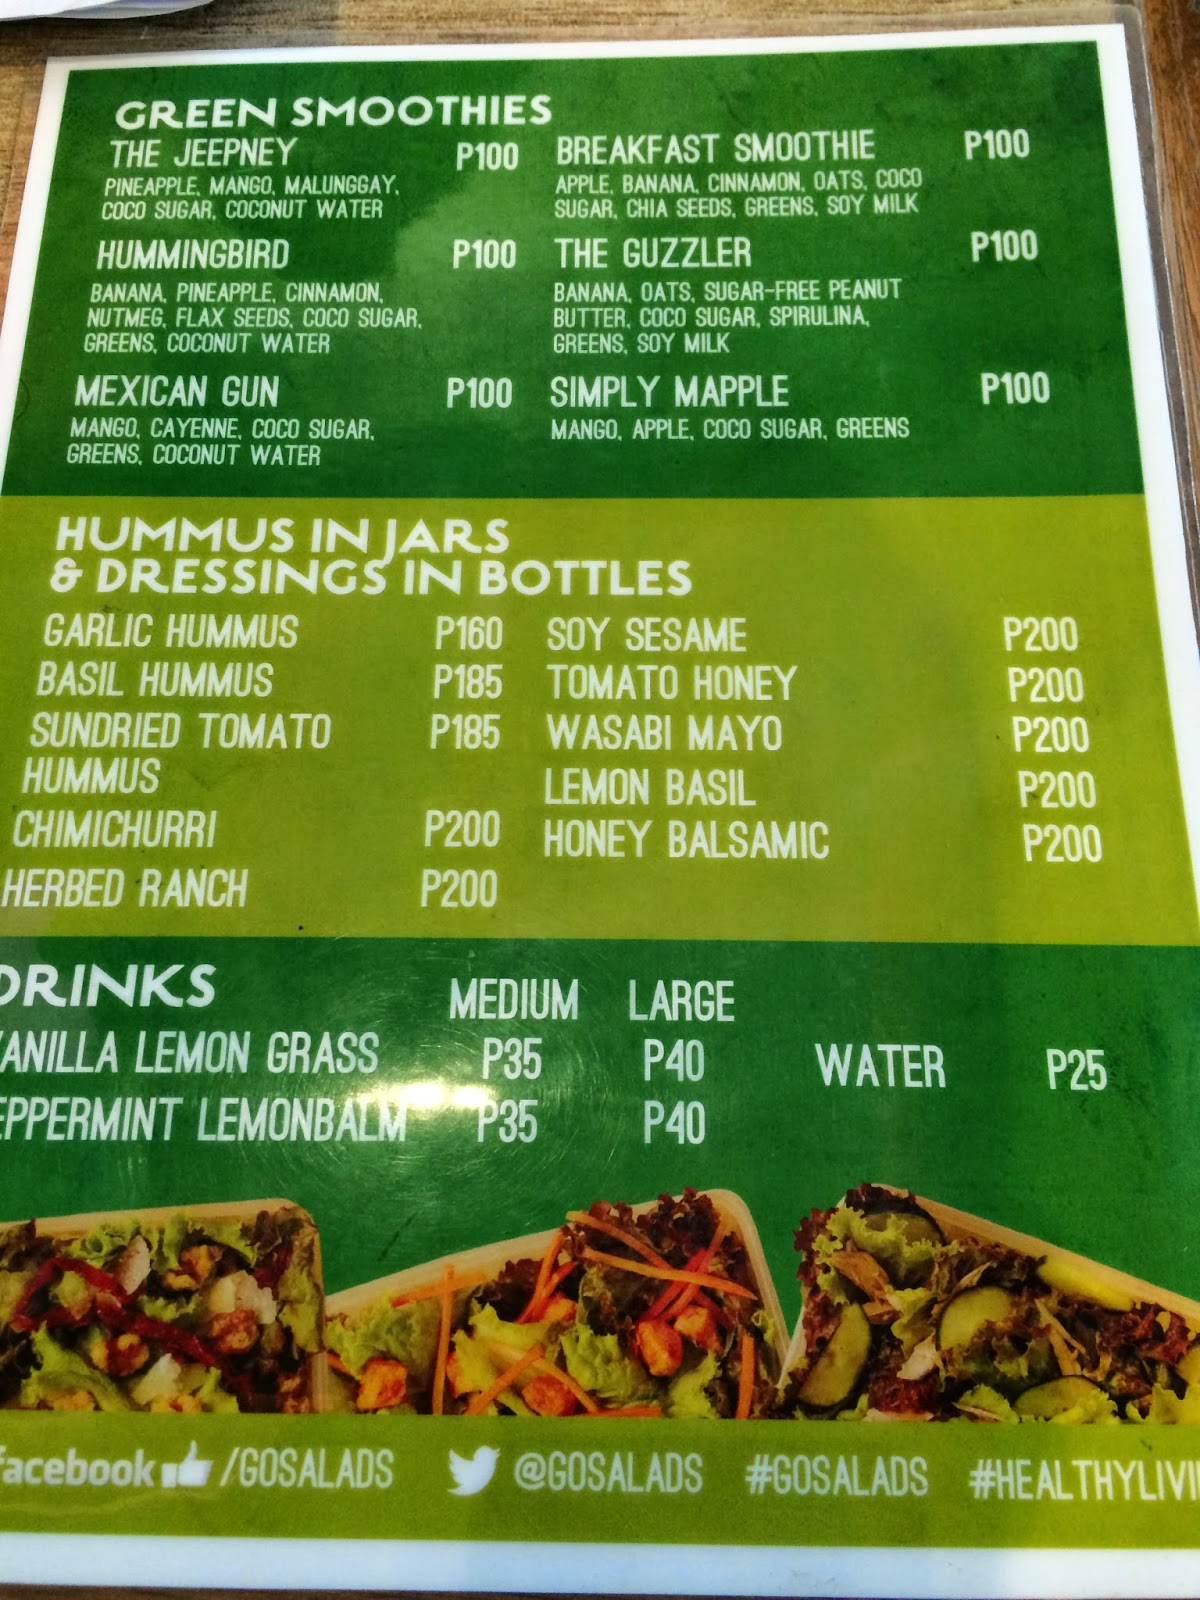 GREEN SMOOTHIES
THE JEEPNEY P100
PINEAPPLE, MANGO, MALUNGGAY,
COCO SUGAR, COCONUT WATER
HUMMINGBIRD P100
BANANA, PINEAPPLE, CINNAMON,
NUTMEG, FLAX SEEDS, COCO SUGAR,
GREENS, COCONUT WATER
MEXICAN GUN P100
MANGO, CAYENNE, COCO SUGAR,
GREENS, COCONUT WATER
BREAKFAST SMOOTHIE P100
APPLE, BANANA, CINNAMON, OATS, COCO
SUGAR, CHIA SEEDS, GREENS, SOY MILK
THE GUZZLER P100
BANANA, OATS, SUGAR-FREE PEANUT
BUTTER, COCO SUGAR, SPIRULINA,
GREENS, SOY MILK
SIMPLY MAPPLE P100
MANGO, APPLE, COCO SUGAR, GREENS
HUMMUS IN JARS
& DRESSINGS IN BOTTLES
GARLIC HUMMUS P160
BASIL HUMMUS P185
SUNDRIED TOMATO P185
HUMMUS
CHIMICHURRI P200
HERBED RANCH P200
SOY SESAME P200
TOMATO HONEY P200
WASABI MAYO P200
LEMON BASIL P200
HONEY BALSAMIC P200
DRINKS MEDIUM LARGE
VANILLA LEMON GRASS P35 P40
EPPERMINT LEMONBALM P35 P40
WATER P25
facebook /GOSALADS @GOSALADS #GOSALADS #HEALTHYLIVI